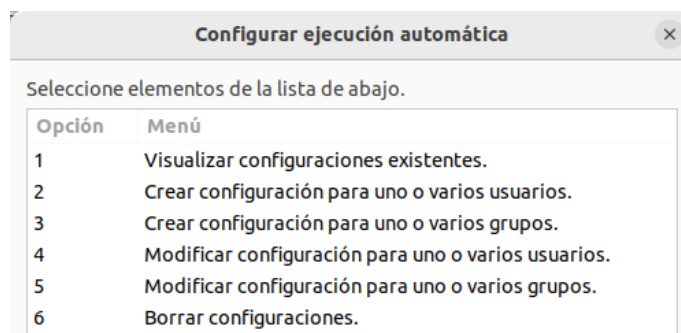 Configurar ejecución automática
Seleccione elementos de la lista de abajo.
Opción Menú
1 Visualizar configuraciones existentes.
2 Crear configuración para uno o varios usuarios.
3 Crear configuración para uno o varios grupos.
4 Modificar configuración para uno o varios usuarios.
5 Modificar configuración para uno o varios grupos.
6 Borrar configuraciones.